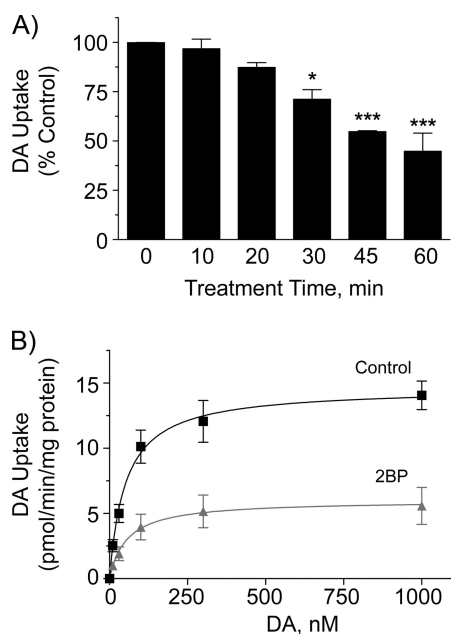 A)
DA Uptake
(% Control)
100
75
50
25
0
*
***
***
0 10 20 30 45 60
Treatment Time, min
B)
DA Uptake
(pmol/min/mg protein)
15
10
5
0
Control
2BP
0 250 500 750 1000
DA, nM